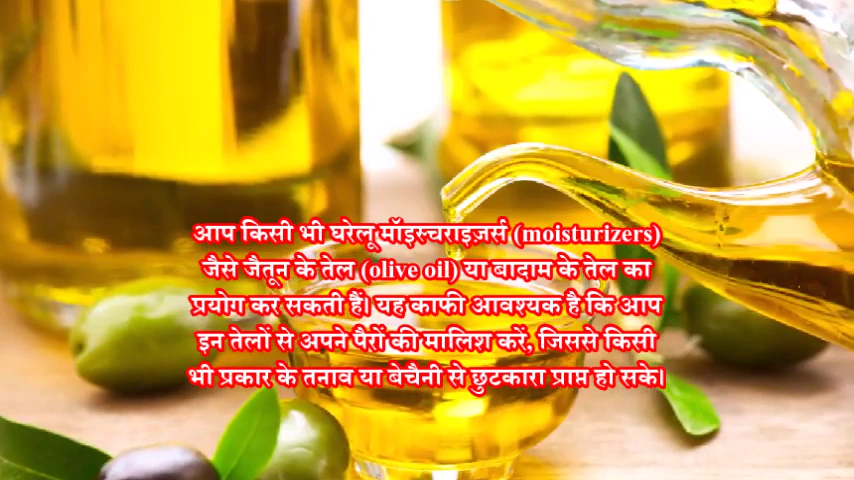 आप किसी भी घरेलू मॉइस्चराइज़र्स (moisturizers)
जैसे जैतून के तेल (olive oil) या बादाम के तेल का
प्रयोग कर सकती हैं। यह काफी आवश्यक है कि आप
इन तेलों से अपने पैरों की मालिश करें, जिससे किसी
भी प्रकार के तनाव या बेचैनी से छुटकारा प्राप्त हो सके।